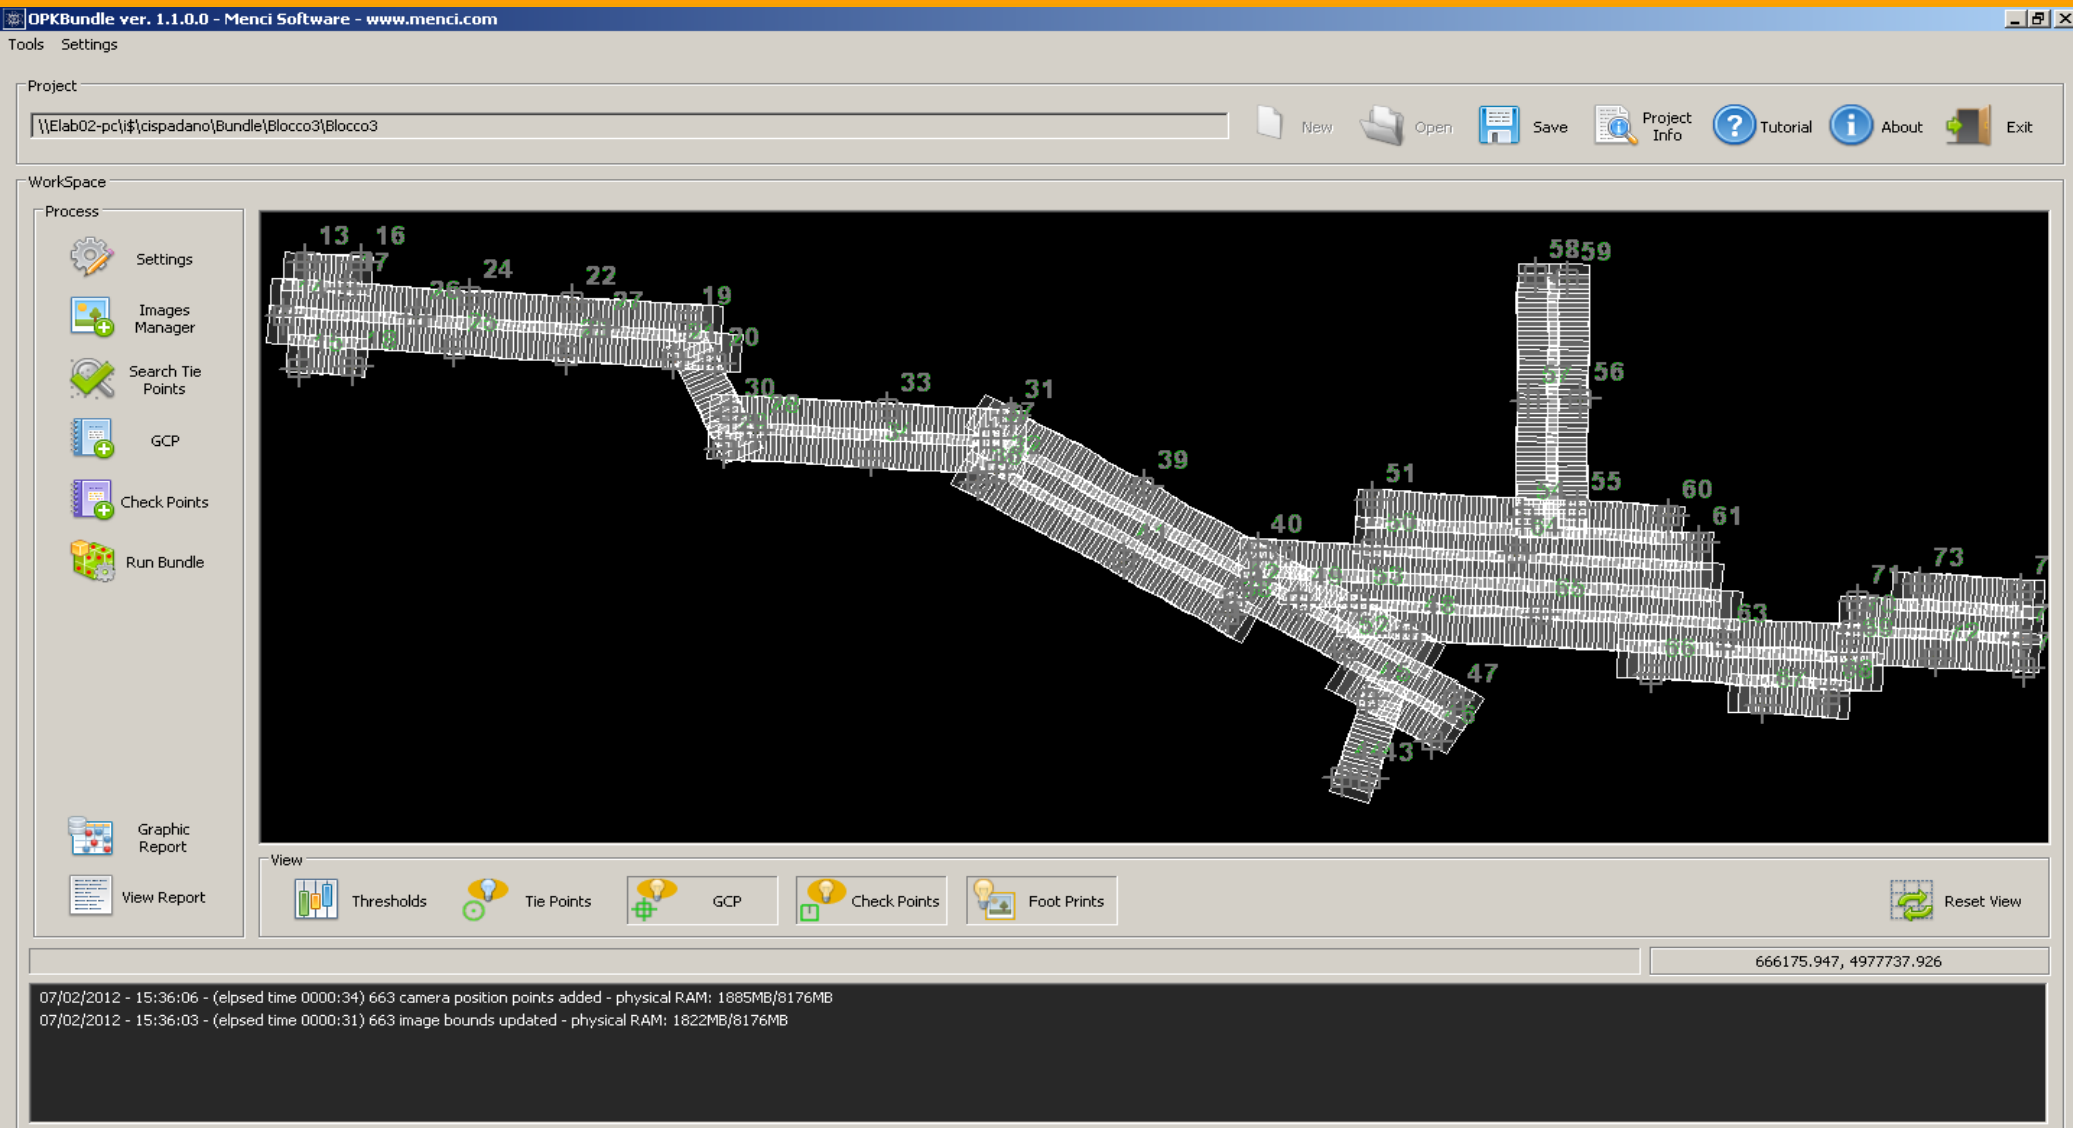 OPKBundle ver. 1.1.0.0 - Menci Software - www.menci.com
Tools Settings
Project
\\Elab02-pc\i$\cispadano\Bundle\Blocco3\Blocco3
New
Open
Save
Project
Info
Tutorial
About
Exit
WorkSpace
Process
Settings
Images
Manager
Search Tie
Points
GCP
Check Points
Run Bundle
Graphic
Report
View Report
13 16
24
22
19
20
30
33
31
39
40
51
58 59
56
55
60
61
63
71
73
47
43
View
Thresholds
Tie Points
GCP
Check Points
Foot Prints
Reset View
666175.947, 4977737.926
07/02/2012 - 15:36:06 - (elpsed time 0000:34) 663 camera position points added - physical RAM: 1885MB/8176MB
07/02/2012 - 15:36:03 - (elpsed time 0000:31) 663 image bounds updated - physical RAM: 1822MB/8176MB